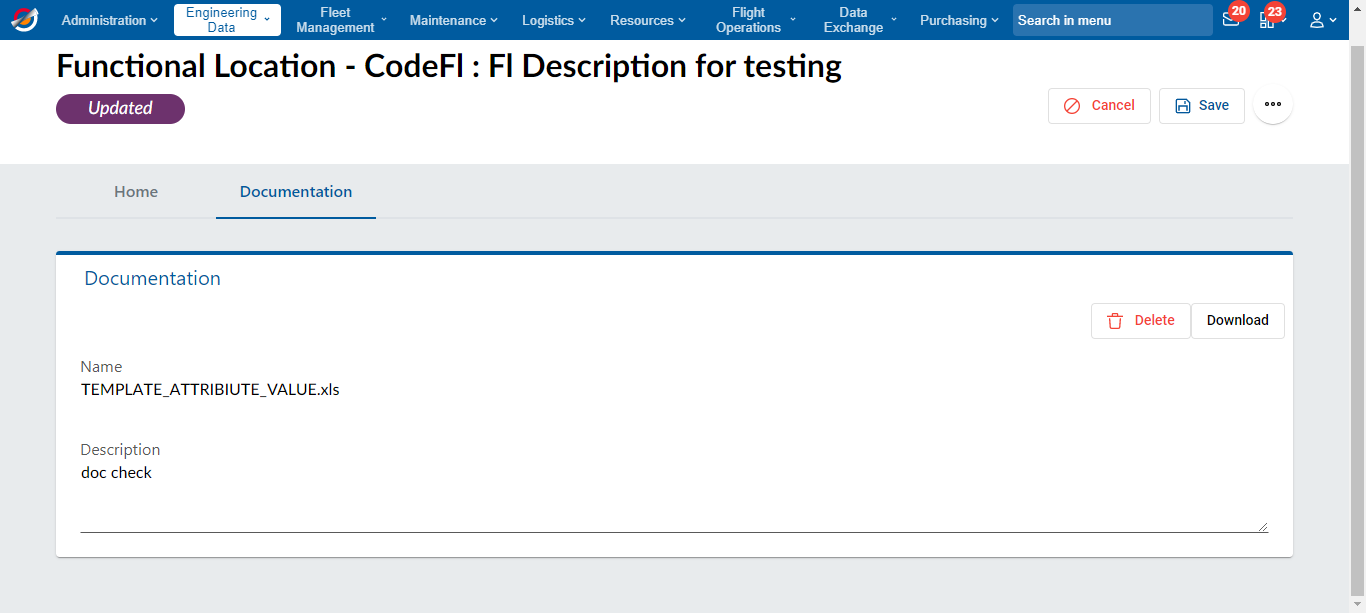 Administration
Engineering
Data
Fleet
Management
Maintenance
Logistics
Resources
Flight
Operations
Data
Exchange
Purchasing
Search in menu
20
23
Functional Location - CodeFl : Fl Description for testing
Updated
Cancel
Save
Home
Documentation
Documentation
Delete
Download
Name
TEMPLATE_ATTRIBIUTE_VALUE.xls
Description
doc check